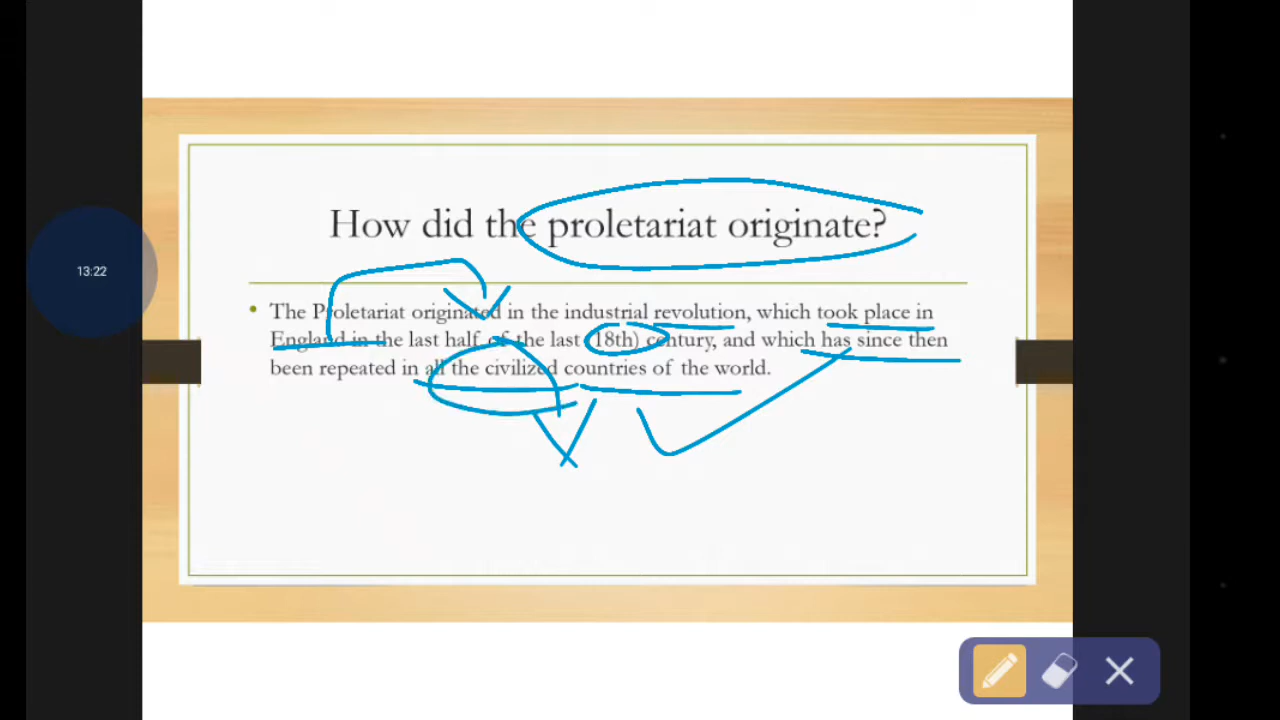 How did the proletariat originate?
13:22
• The Proletariat originated in the industrial revolution, which took place in
England in the last half of the last (18th) century, and which has since then
been repeated in all the civilized countries of the world.